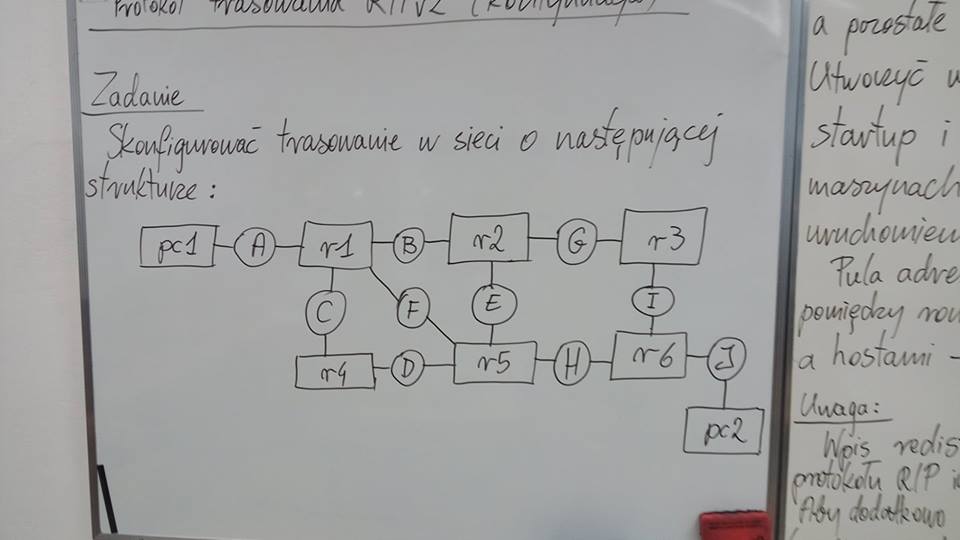 Protokół trasowania RIPv2 (konfiguracja)
Zadanie
Skonfigurować trasowanie w sieci o następującej
strukturze:
pc1 A r1 B r2 G r3
C F E I
r4 D r5 H r6 J
pc2
a pozostałe
Utworzyć w
startup i
maszynach
uruchomien
Pula adre
pomiędzy rou
a hostami -
Uwaga:
Wpis redis
protokołu RIP i
Aby dodatkowo